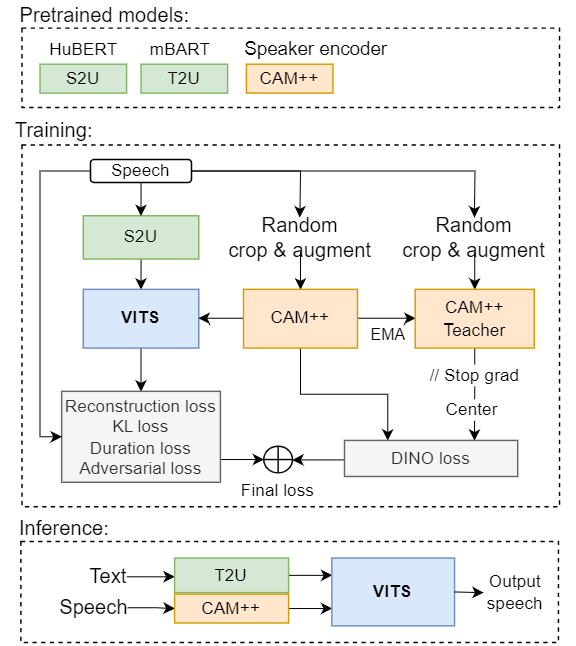 Pretrained models:
HuBERT
mBART
Speaker encoder
S2U
T2U
CAM++
Training:
Speech
S2U
Random
crop & augment
Random
crop & augment
VITS
CAM++
EMA
CAM++
Teacher
// Stop grad
Center
Reconstruction loss
KL loss
Duration loss
Adversarial loss
DINO loss
Final loss
Inference:
Text
T2U
Speech
CAM++
VITS
Output
speech